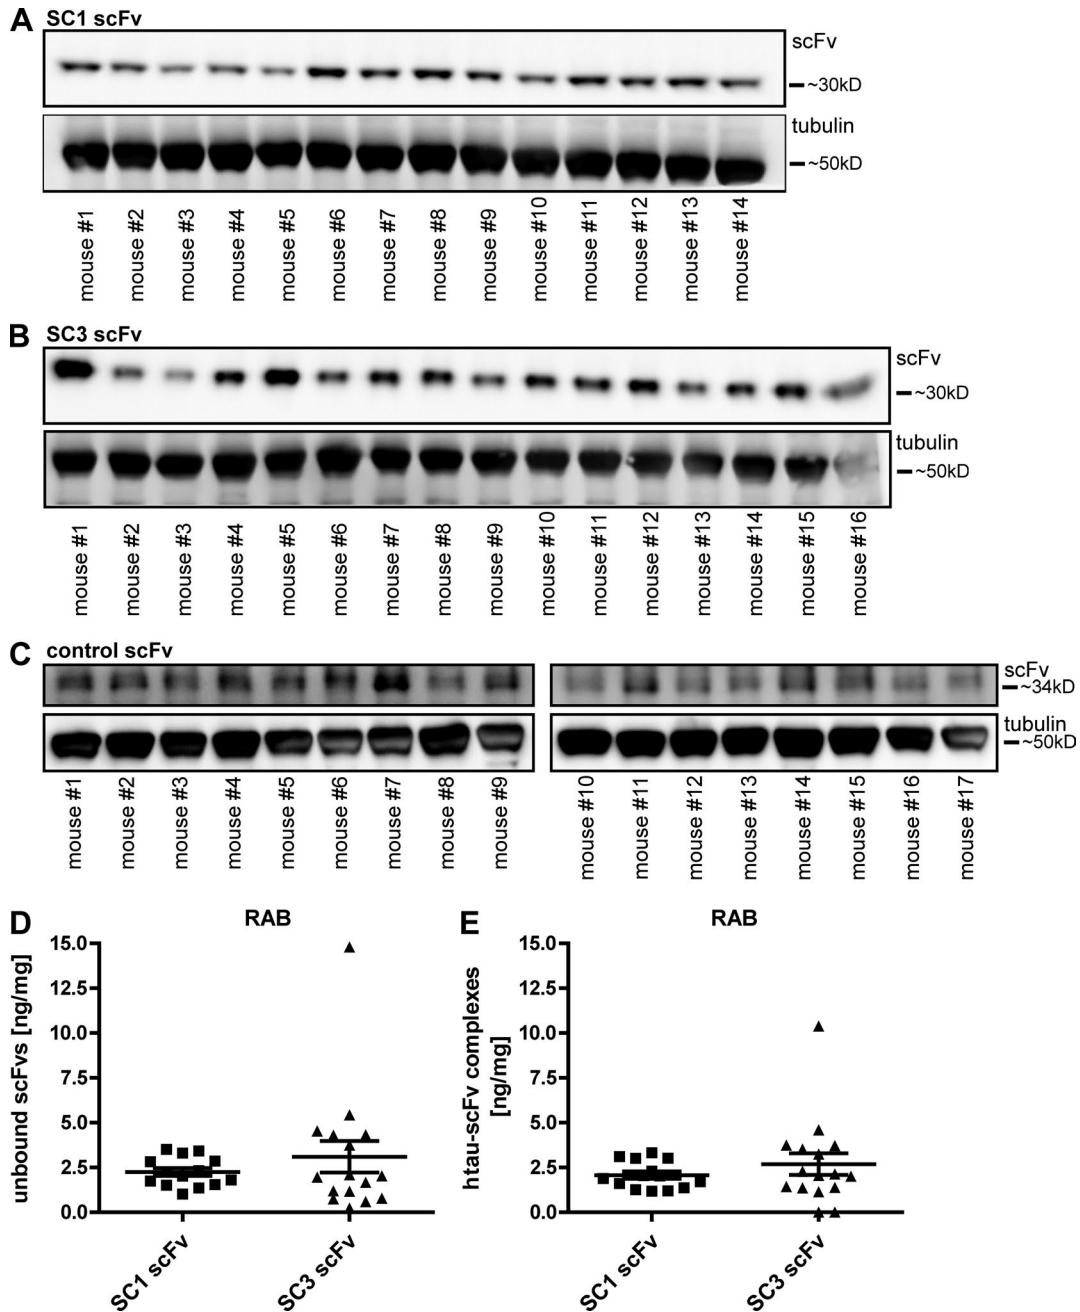 A SC1 scFv
scFv
~30kD
tubulin
~50kD
mouse #1
mouse #2
mouse #3
mouse #4
mouse #5
mouse #6
mouse #7
mouse #8
mouse #9
mouse #10
mouse #11
mouse #12
mouse #13
mouse #14
B SC3 scFv
scFv
~30kD
tubulin
~50kD
mouse #1
mouse #2
mouse #3
mouse #4
mouse #5
mouse #6
mouse #7
mouse #8
mouse #9
mouse #10
mouse #11
mouse #12
mouse #13
mouse #14
mouse #15
mouse #16
C control scFv
scFv
~34kD
tubulin
~50kD
mouse #1
mouse #2
mouse #3
mouse #4
mouse #5
mouse #6
mouse #7
mouse #8
mouse #9
mouse #10
mouse #11
mouse #12
mouse #13
mouse #14
mouse #15
mouse #16
mouse #17
D RAB
unbound scFvs [ng/mg]
15.0
12.5
10.0
7.5
5.0
2.5
0.0
SC1 scFv
SC3 scFv
E RAB
htau-scFv complexes
[ng/mg]
15.0
12.5
10.0
7.5
5.0
2.5
0.0
SC1 scFv
SC3 scFv